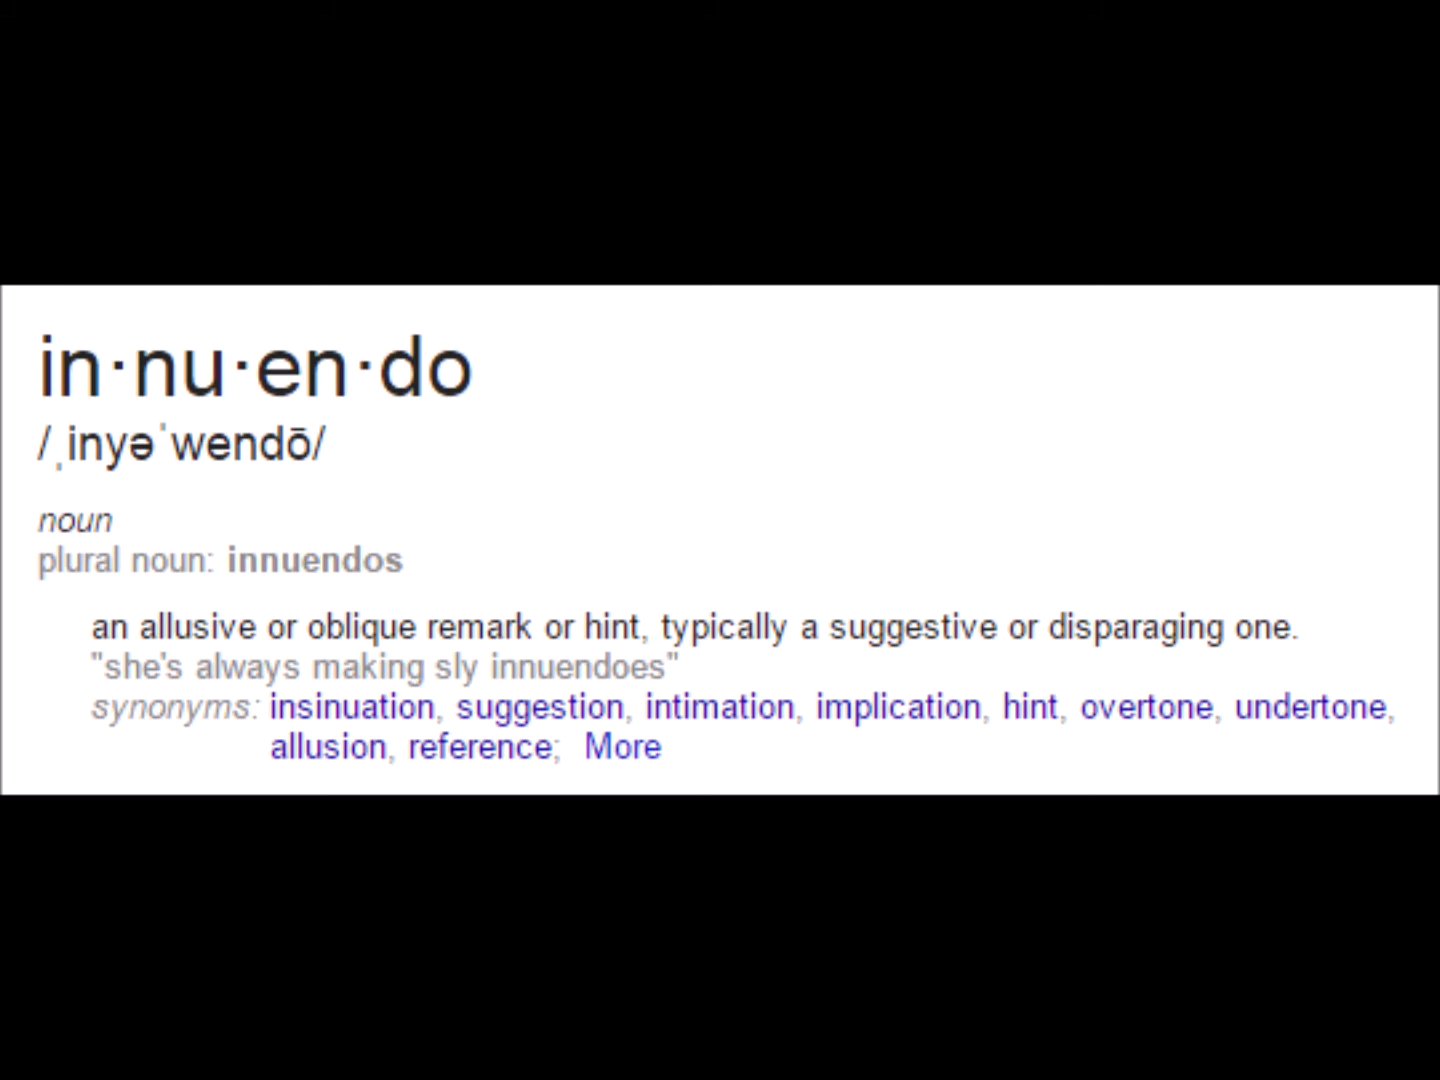 in·nu·en·do
/ˌinyəˈwendō/
noun
plural noun: innuendos
an allusive or oblique remark or hint, typically a suggestive or disparaging one.
"she's always making sly innuendoes"
synonyms: insinuation, suggestion, intimation, implication, hint, overtone, undertone,
allusion, reference; More